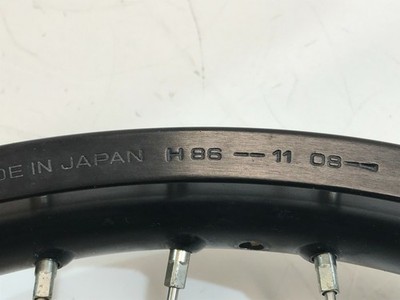 DE IN JAPAN H 86 —— 11 08